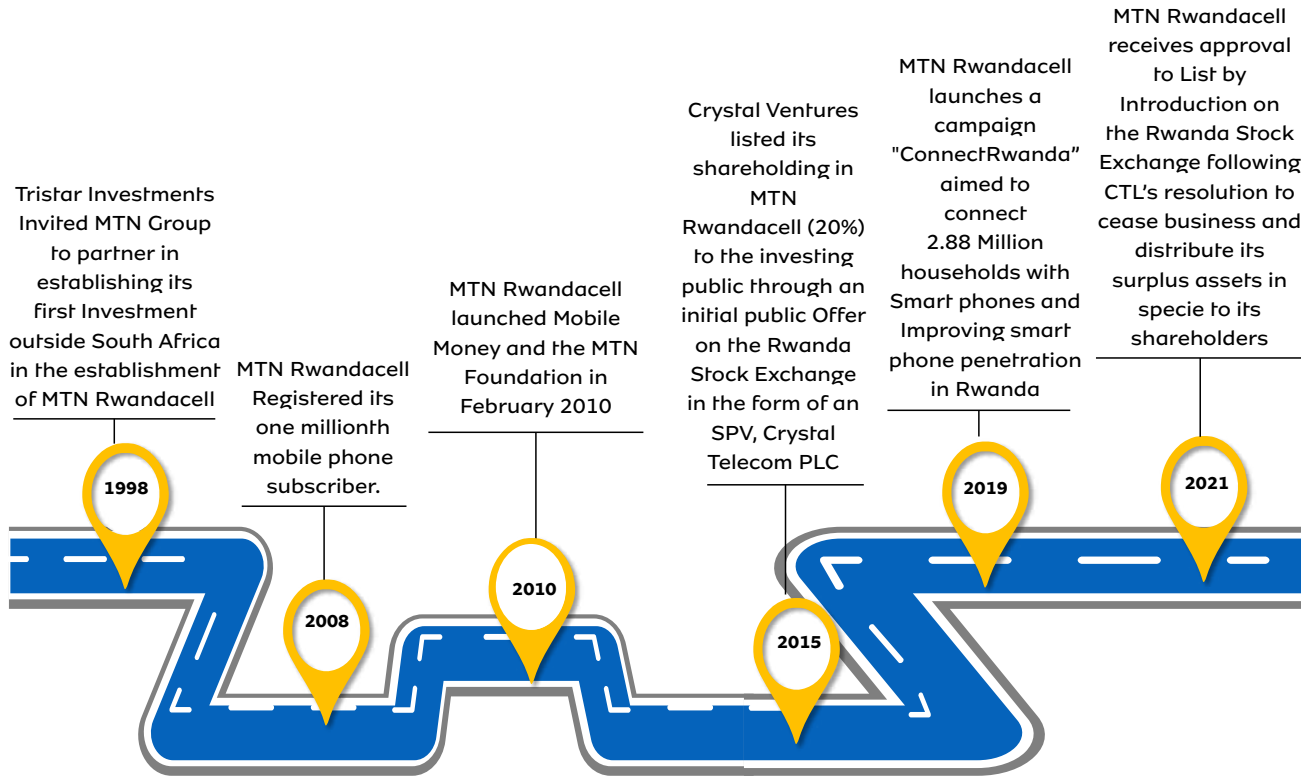 Tristar Investments
Invited MTN Group
to partner in
establishing its
first Investment
outside South Africa
in the establishment
of MTN Rwandacell
1998
MTN Rwandacell
Registered its
one millionth
mobile phone
subscriber.
2008
MTN Rwandacell
launched Mobile
Money and the MTN
Foundation in
February 2010
2010
Crystal Ventures
listed its
shareholding in
MTN
Rwandacell (20%)
to the investing
public through an
initial public Offer
on the Rwanda
Stock Exchange
in the form of an
SPV, Crystal
Telecom PLC
2015
MTN Rwandacell
launches a
campaign
"ConnectRwanda”
aimed to
connect
2.88 Million
households with
Smart phones and
Improving smart
phone penetration
in Rwanda
2019
MTN Rwandacell
receives approval
to List by
Introduction on
the Rwanda Stock
Exchange following
CTL’s resolution to
cease business and
distribute its
surplus assets in
specie to its
shareholders
2021